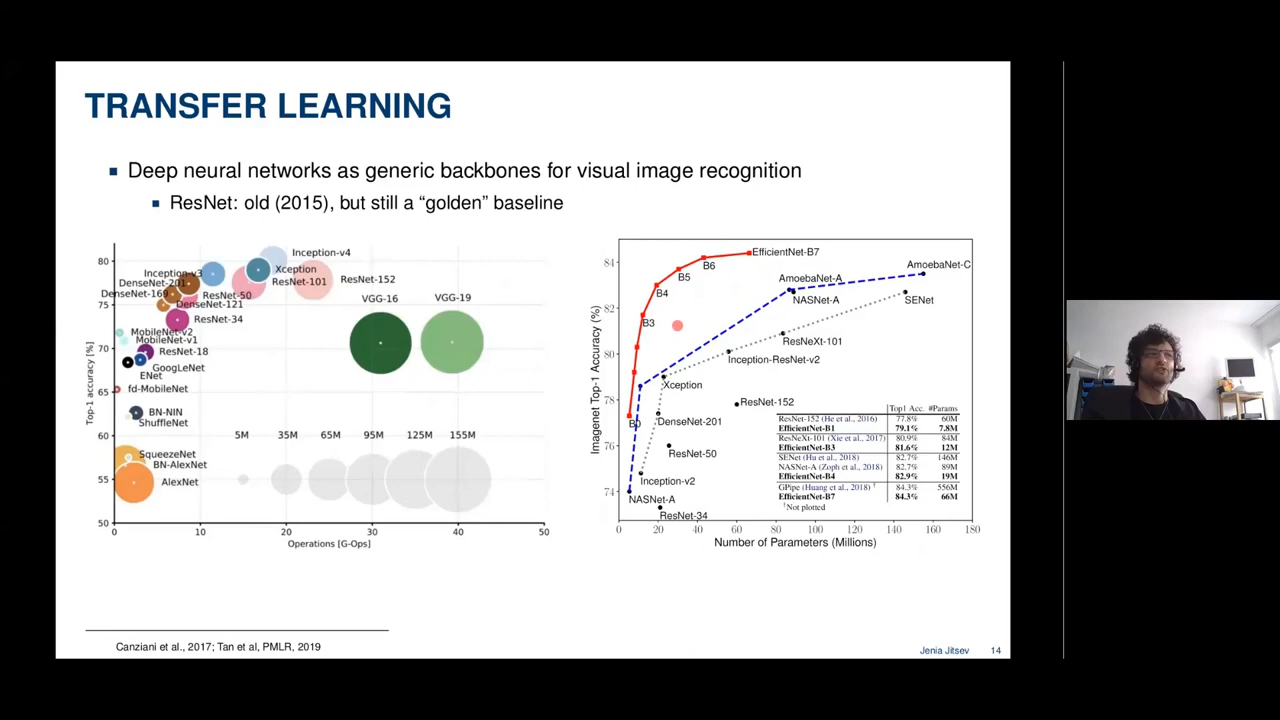 TRANSFER LEARNING
Deep neural networks as generic backbones for visual image recognition
ResNet: old (2015), but still a “golden” baseline
Top-1 accuracy [%]
80
75
70
65
60
55
50
Inception-v4
Inception-v3
Xception
DenseNet-201
ResNet-101
ResNet-152
DenseNet-169
ResNet-50
DenseNet-121
VGG-16
VGG-19
ResNet-34
MobileNet-v2
MobileNet-v1
ResNet-18
GoogLeNet
ENet
fd-MobileNet
BN-NIN
ShuffleNet
5M 35M 65M 95M 125M 155M
SqueezeNet
BN-AlexNet
AlexNet
0 10 20 30 40 50
Operations [G-Ops]
Imagenet Top-1 Accuracy (%)
84
82
80
78
76
74
EfficientNet-B7
B6
B5
B4
B3
B0
AmoebaNet-A
AmoebaNet-C
NASNet-A
SENet
ResNeXt-101
Inception-ResNet-v2
Xception
ResNet-152
DenseNet-201
ResNet-50
Inception-v2
NASNet-A
ResNet-34
Top1 Acc. #Params
ResNet-152 (He et al., 2016) 77.8% 60M
EfficientNet-B1 79.1% 7.8M
ResNeXt-101 (Xie et al., 2017) 80.9% 84M
EfficientNet-B3 81.6% 12M
SENet (Hu et al., 2018) 82.7% 146M
NASNet-A (Zoph et al., 2018) 82.7% 89M
EfficientNet-B4 82.9% 19M
GPipe (Huang et al., 2018) † 84.3% 556M
EfficientNet-B7 84.3% 66M
†Not plotted
0 20 40 60 80 100 120 140 160 180
Number of Parameters (Millions)
Canziani et al., 2017; Tan et al, PMLR, 2019
Jenia Jitsev 14